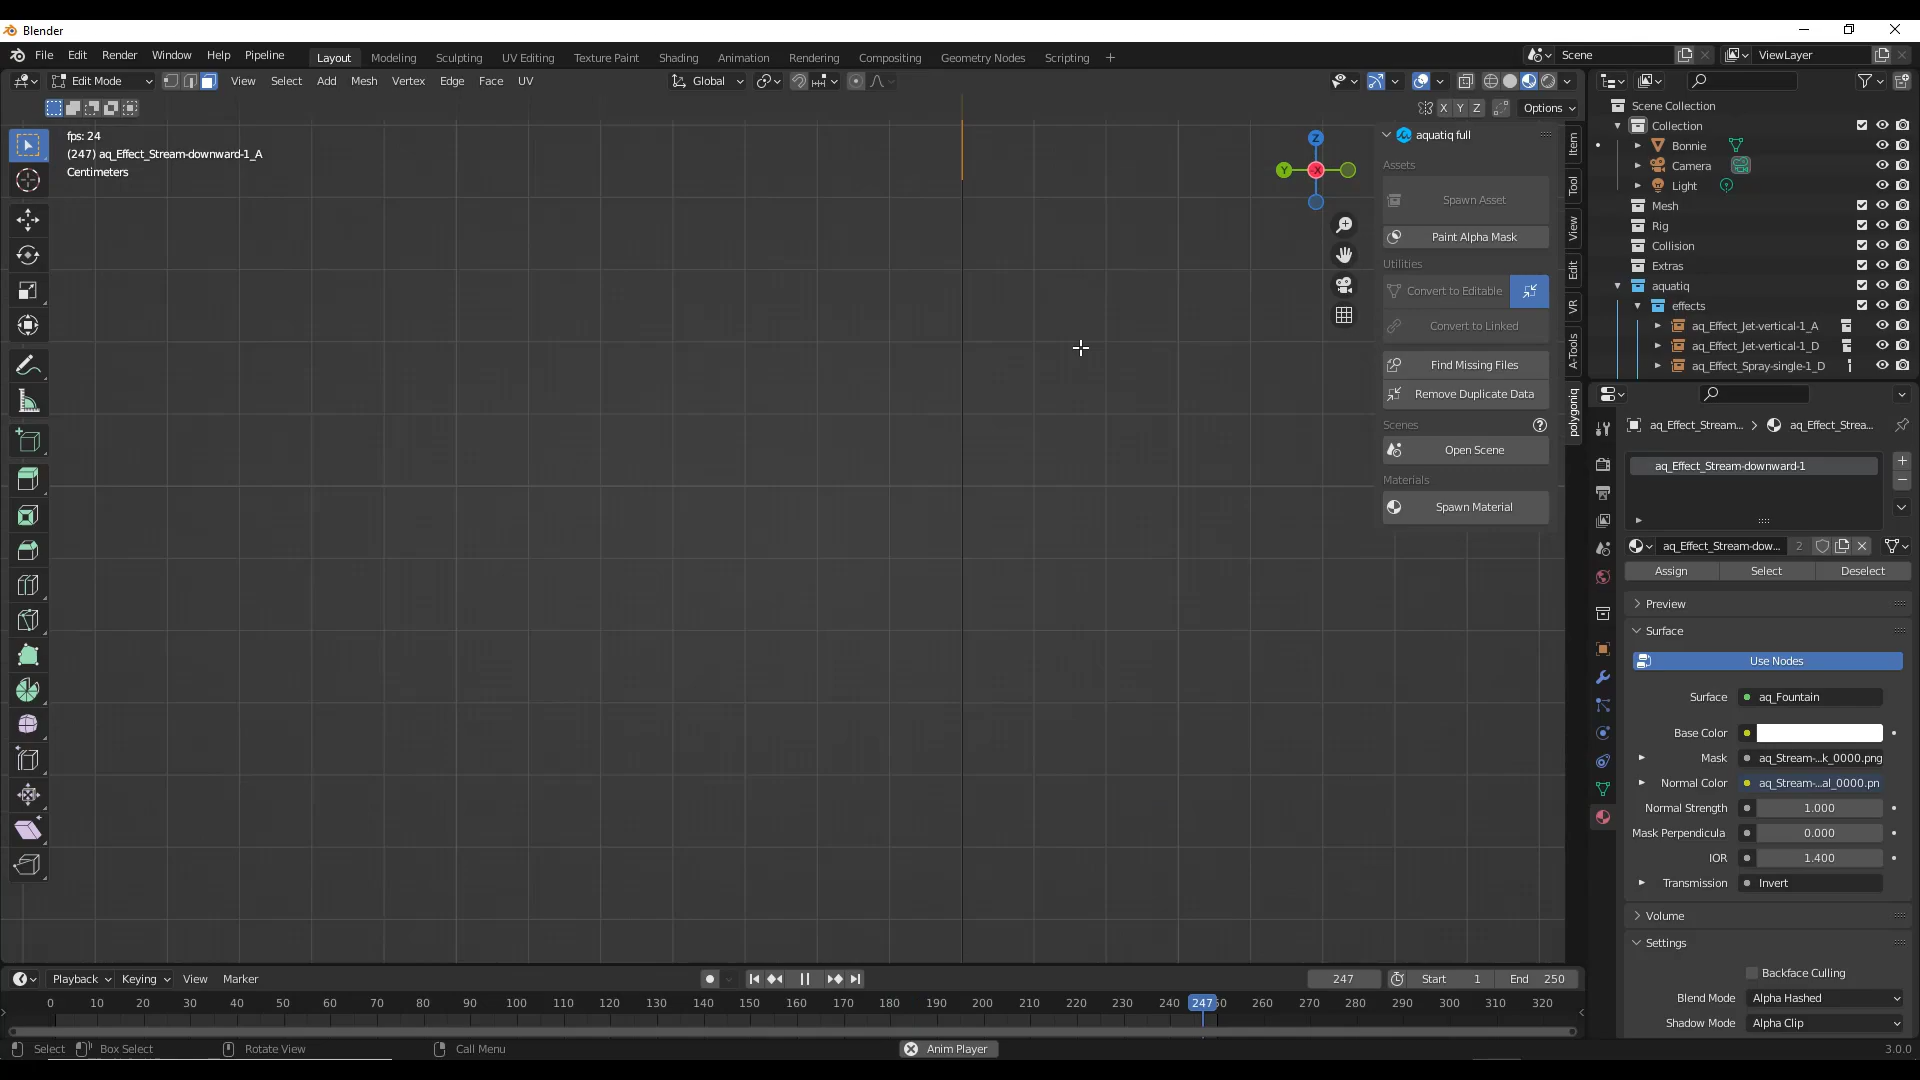 Blender
File Edit Render Window Help Pipeline Layout Modeling Sculpting UV Editing Texture Paint Shading Animation Rendering Compositing Geometry Nodes Scripting + Scene ViewLayer
Edit Mode View Select Add Mesh Vertex Edge Face UV Global
X Y Z Options
fps: 24
(247) aq_Effect_Stream-downward-1_A
Centimeters
Z
Y
X
aquatiq full
Assets
Spawn Asset
Paint Alpha Mask
Utilities
Convert to Editable
Convert to Linked
Find Missing Files
Remove Duplicate Data
Scenes
Open Scene
Materials
Spawn Material
Item
Tool
View
Edit
VR
A-Tools
polygoniq
Scene Collection
Collection
Bonnie
Camera
Light
Mesh
Rig
Collision
Extras
aquatiq
effects
aq_Effect_Jet-vertical-1_A
aq_Effect_Jet-vertical-1_D
aq_Effect_Spray-single-1_D
aq_Effect_Stream... > aq_Effect_Strea...
aq_Effect_Stream-downward-1
aq_Effect_Stream-dow... 2
Assign Select Deselect
Preview
Surface
Use Nodes
Surface aq_Fountain
Base Color
Mask aq_Stream-...k_0000.png
Normal Color aq_Stream-...al_0000.pn
Normal Strength 1.000
Mask Perpendicula 0.000
IOR 1.400
Transmission Invert
Volume
Settings
Backface Culling
Blend Mode Alpha Hashed
Shadow Mode Alpha Clip
Playback Keying View Marker 247 Start 1 End 250
0 10 20 30 40 50 60 70 80 90 100 110 120 130 140 150 160 170 180 190 200 210 220 230 240 247 260 270 280 290 300 310 320
Select Box Select Rotate View Call Menu Anim Player 3.0.0